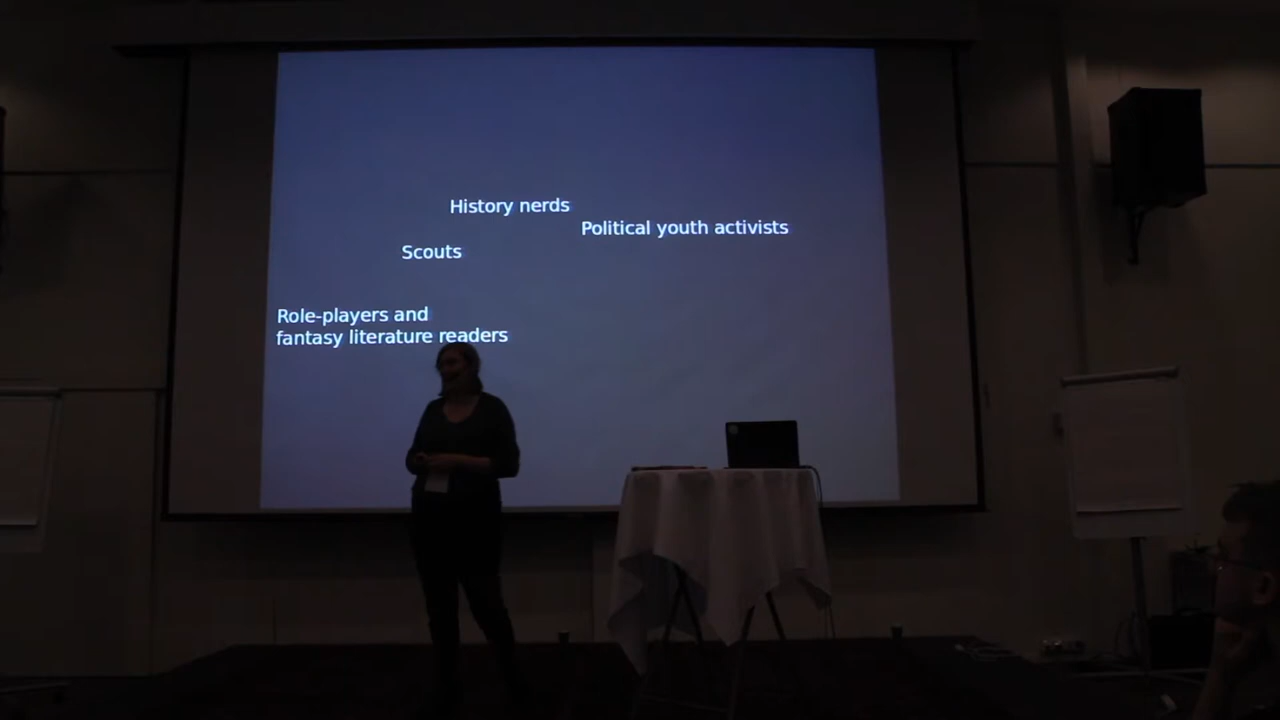 History nerds
Political youth activists
Scouts
Role-players and
fantasy literature readers